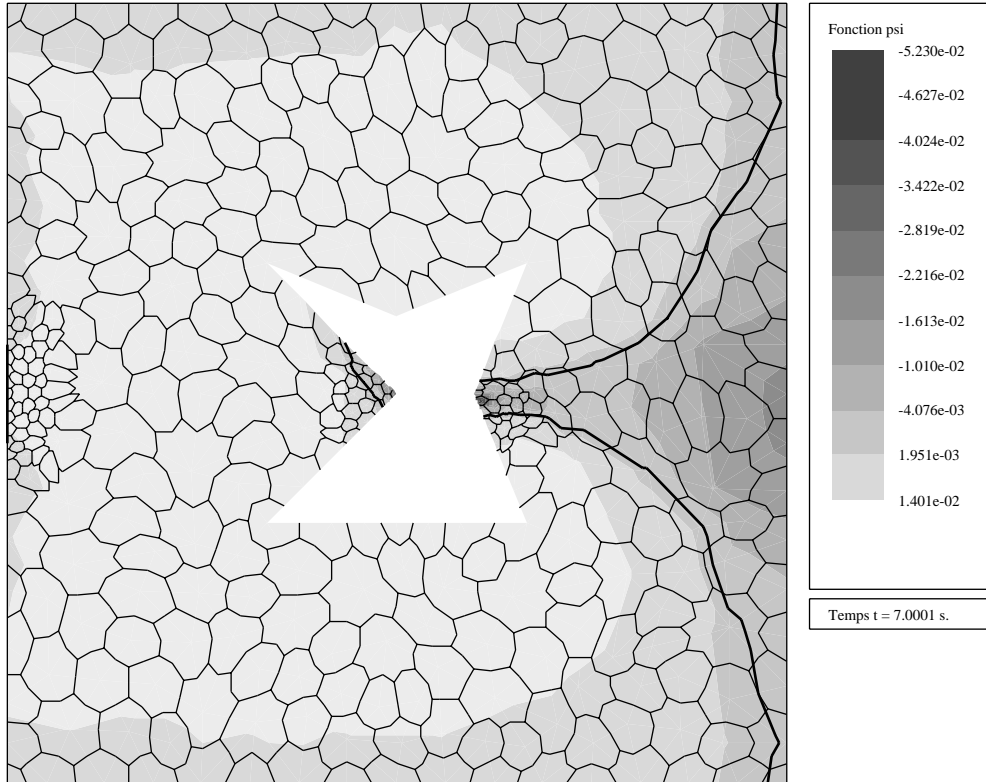 Fonction psi
-5.230e-02
-4.627e-02
-4.024e-02
-3.422e-02
-2.819e-02
-2.216e-02
-1.613e-02
-1.010e-02
-4.076e-03
1.951e-03
1.401e-02
Temps t = 7.0001 s.